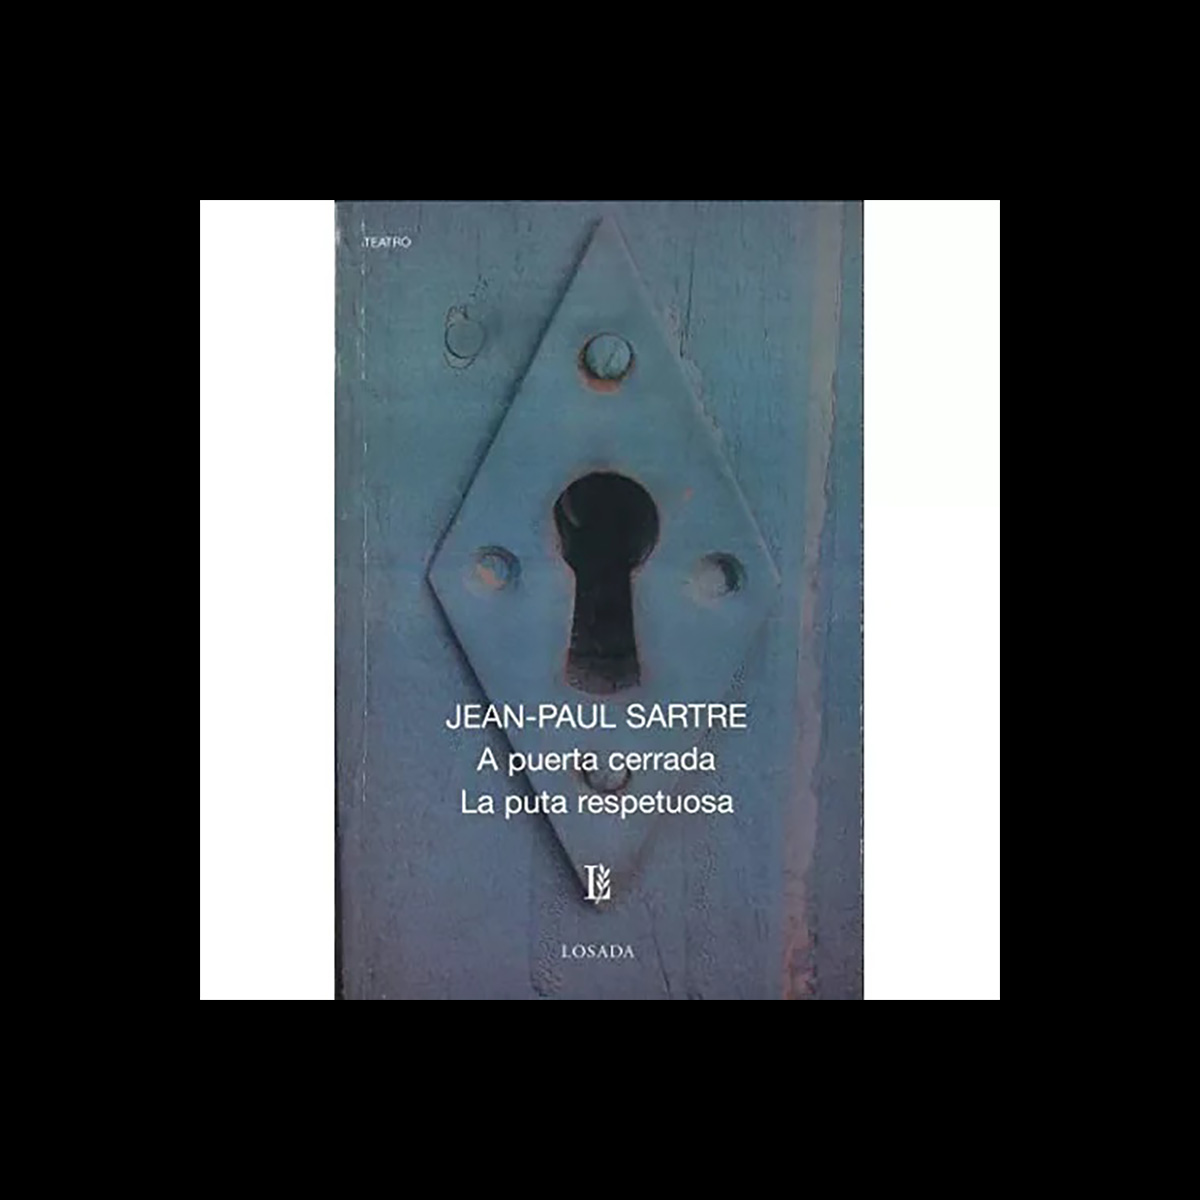 TEATRO
JEAN-PAUL SARTRE
A puerta cerrada
La puta respetuosa
L
LOSADA